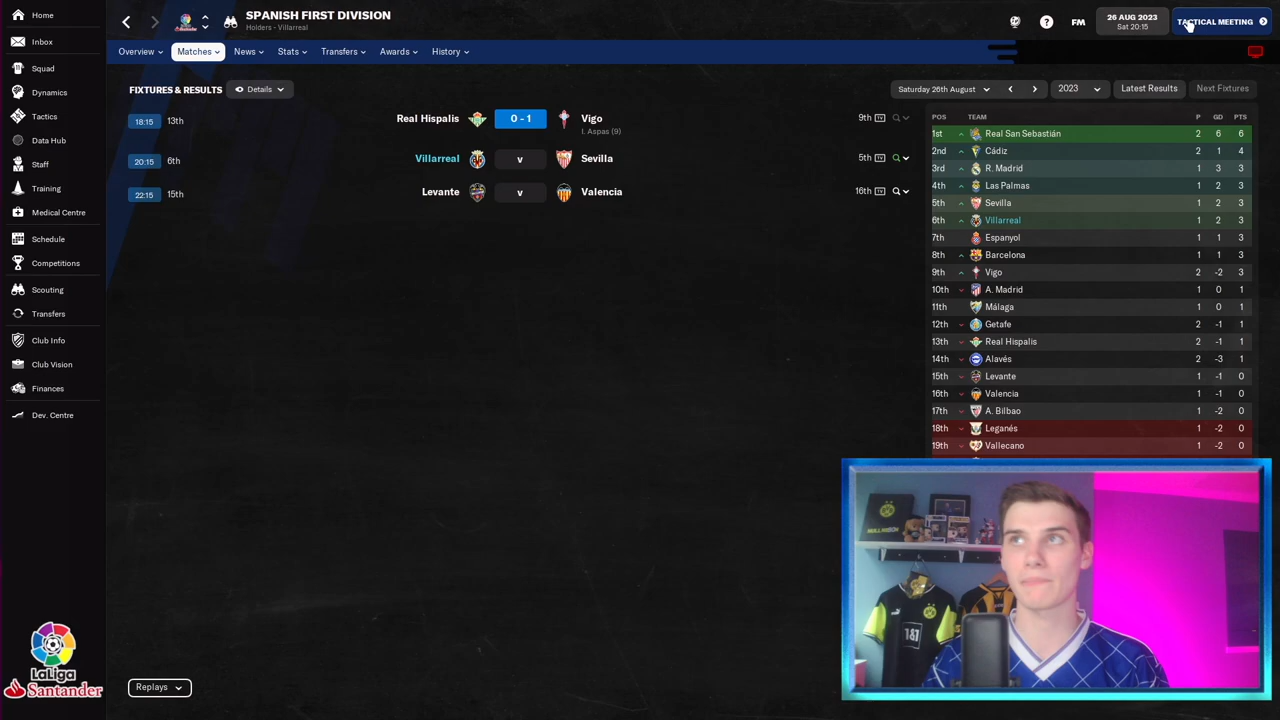 Home
SPANISH FIRST DIVISION
Holders - Villarreal
FM
26 AUG 2023
Sat 20:15
TACTICAL MEETING
Inbox
Overview
Matches
News
Stats
Transfers
Awards
History
Squad
Dynamics
Tactics
Data Hub
Staff
Training
Medical Centre
Schedule
Competitions
Scouting
Transfers
Club Info
Club Vision
Finances
Dev. Centre
FIXTURES & RESULTS
Details
Saturday 26th August
2023
Latest Results
Next Fixtures
18:15 13th Real Hispalis 0 - 1 Vigo 9th TV
I. Aspas (9)
20:15 6th Villarreal v Sevilla 5th TV
22:15 15th Levante v Valencia 16th TV
POS TEAM P GD PTS
1st Real San Sebastián 2 6 6
2nd Cádiz 2 1 4
3rd R. Madrid 1 3 3
4th Las Palmas 1 2 3
5th Sevilla 1 2 3
6th Villarreal 1 2 3
7th Espanyol 1 1 3
8th Barcelona 1 1 3
9th Vigo 2 -2 3
10th A. Madrid 1 0 1
11th Málaga 1 0 1
12th Getafe 2 -1 1
13th Real Hispalis 2 -1 1
14th Alavés 2 -3 1
15th Levante 1 -1 0
16th Valencia 1 -1 0
17th A. Bilbao 1 -2 0
18th Leganés 1 -2 0
19th Vallecano 1 -2 0
1&1
LaLiga
Santander
Replays